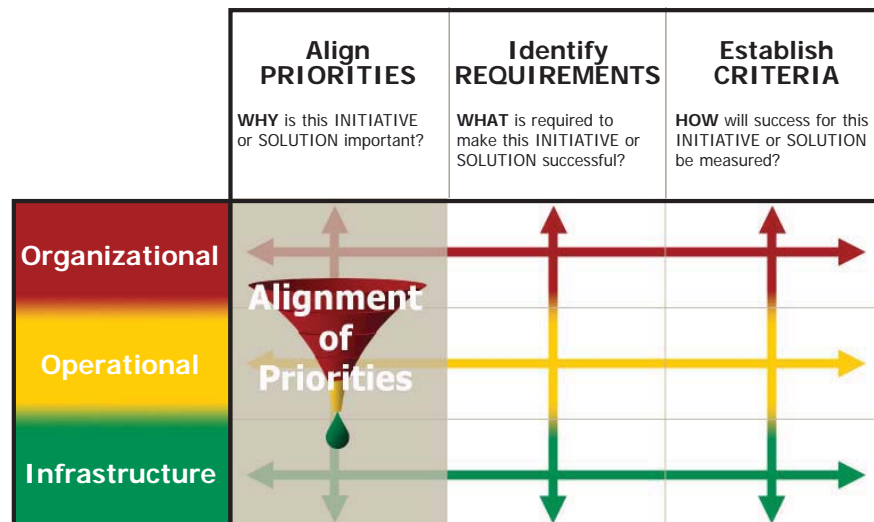 Align
PRIORITIES
WHY is this INITIATIVE
or SOLUTION important?
Identify
REQUIREMENTS
WHAT is required to
make this INITIATIVE or
SOLUTION successful?
Establish
CRITERIA
HOW will success for this
INITIATIVE or SOLUTION
be measured?
Organizational
Operational
Infrastructure
Alignment
of
Priorities